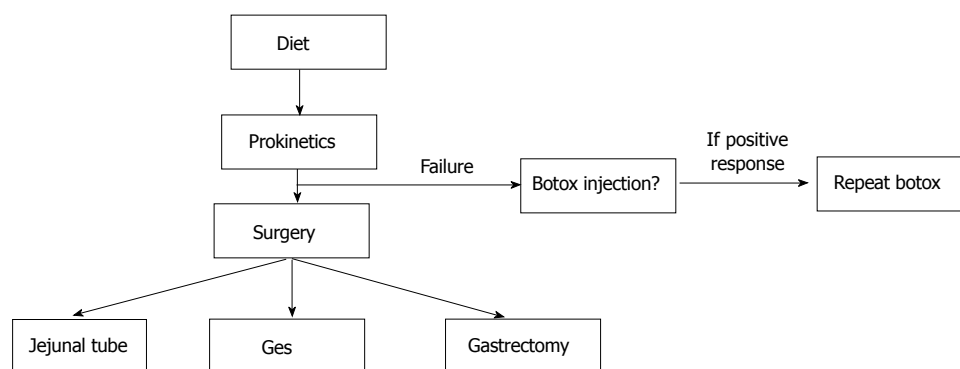 Diet
Prokinetics
Failure
If positive
response
Botox injection?
Repeat botox
Surgery
Jejunal tube
Ges
Gastrectomy